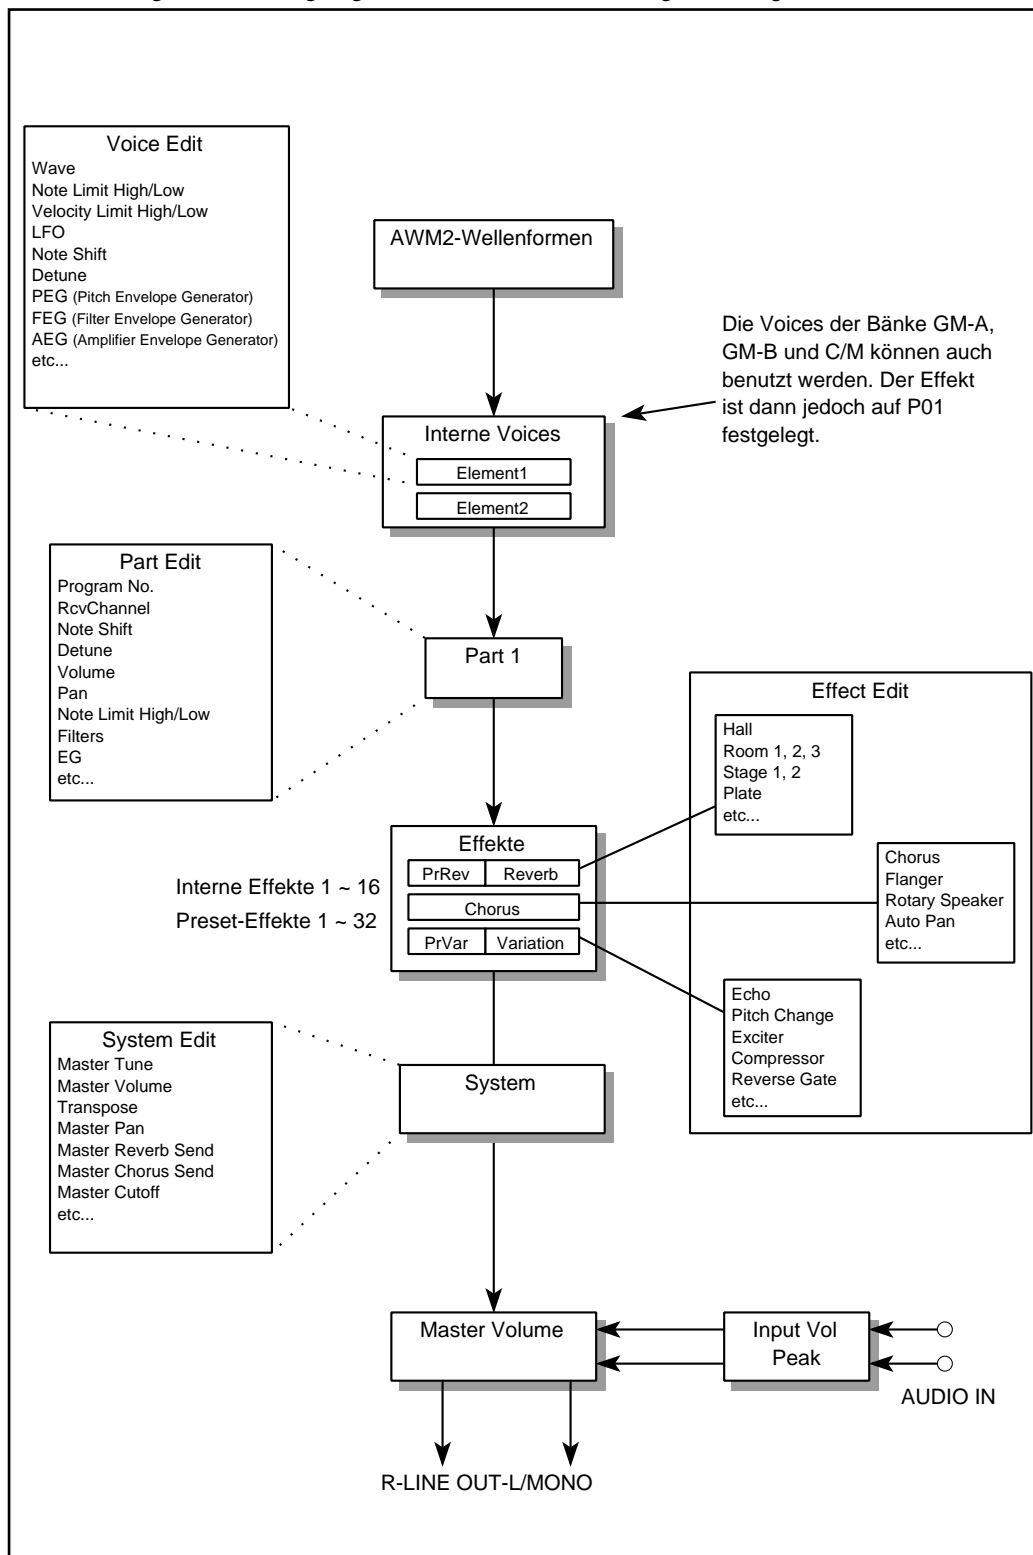 Voice Edit
Wave
Note Limit High/Low
Velocity Limit High/Low
LFO
Note Shift
Detune
PEG (Pitch Envelope Generator)
FEG (Filter Envelope Generator)
AEG (Amplifier Envelope Generator)
etc...
AWM2-Wellenformen
Die Voices der Bänke GM-A,
GM-B und C/M können auch
benutzt werden. Der Effekt
ist dann jedoch auf P01
festgelegt.
Interne Voices
Element1
Element2
Part Edit
Program No.
RcvChannel
Note Shift
Detune
Volume
Pan
Note Limit High/Low
Filters
EG
etc...
Part 1
Effect Edit
Hall
Room 1, 2, 3
Stage 1, 2
Plate
etc...
Chorus
Flanger
Rotary Speaker
Auto Pan
etc...
Echo
Pitch Change
Exciter
Compressor
Reverse Gate
etc...
Effekte
PrRev Reverb
Chorus
PrVar Variation
Interne Effekte 1 ~ 16
Preset-Effekte 1 ~ 32
System Edit
Master Tune
Master Volume
Transpose
Master Pan
Master Reverb Send
Master Chorus Send
Master Cutoff
etc...
System
Master Volume
Input Vol
Peak
AUDIO IN
R-LINE OUT-L/MONO